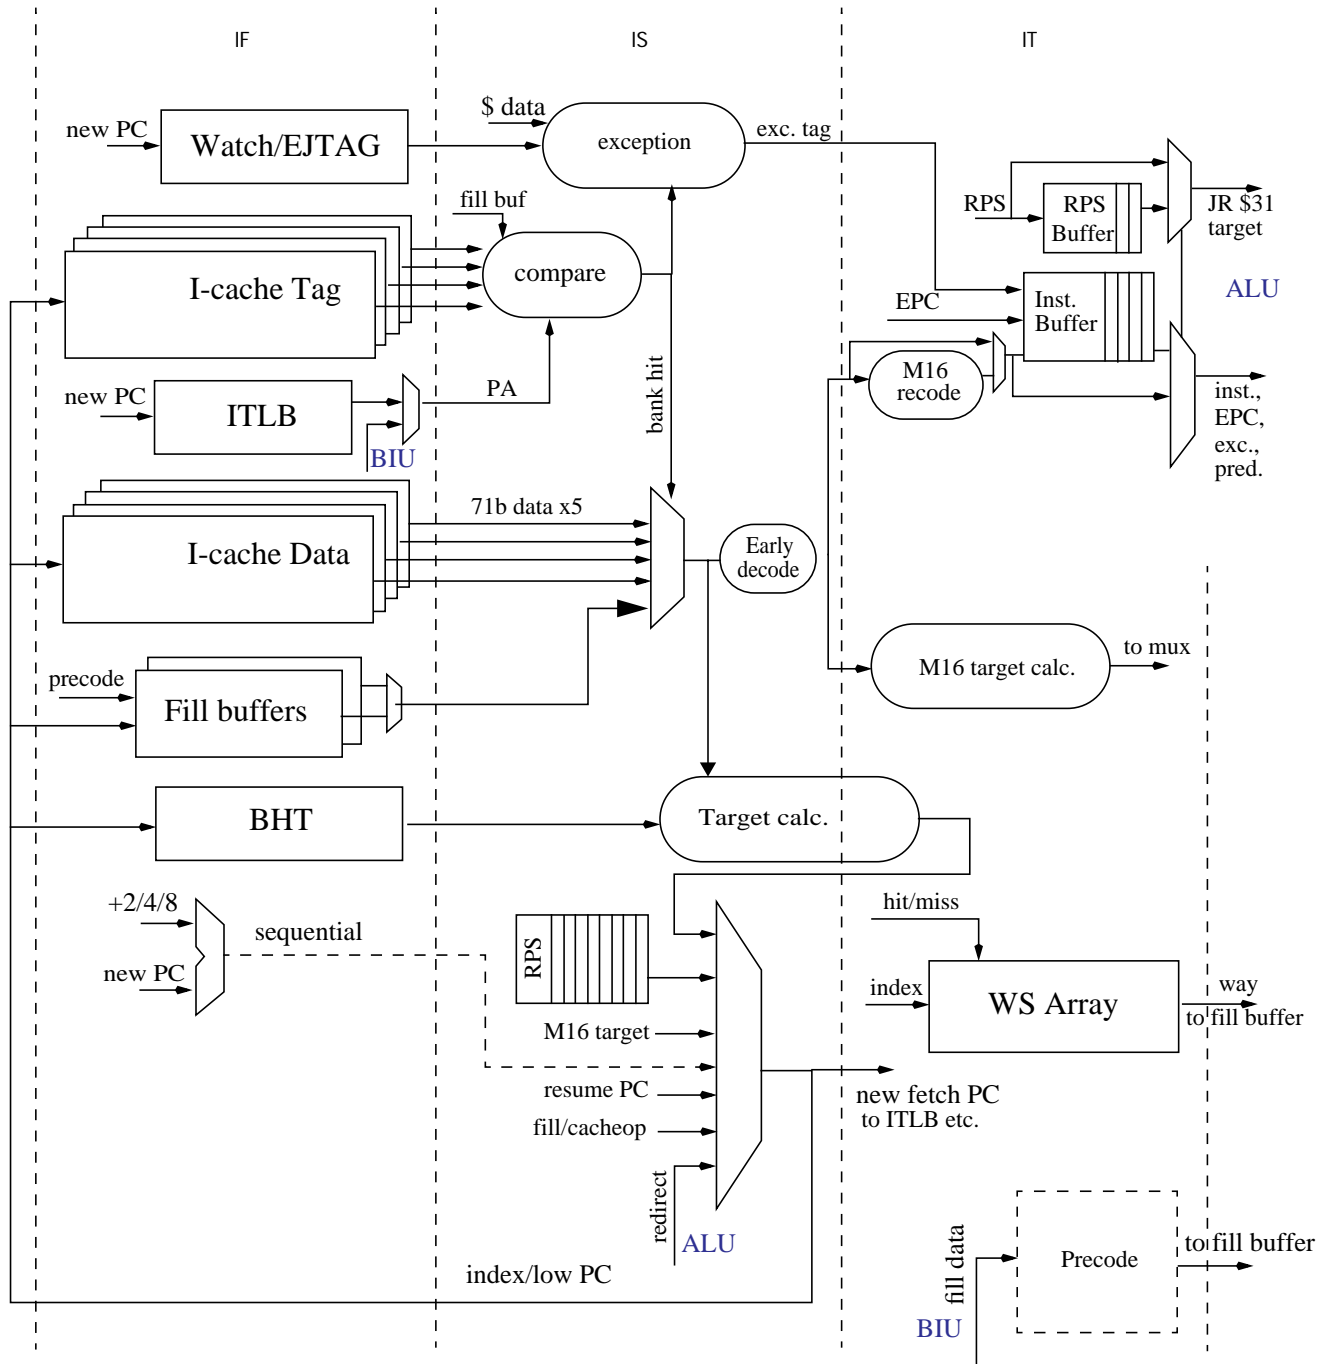 IF
IS
IT
new PC
Watch/EJTAG
$ data
exception
exc. tag
RPS
RPS
Buffer
JR $31
target
ALU
fill buf
I-cache Tag
compare
EPC
Inst.
Buffer
M16
recode
inst.,
EPC,
exc.,
pred.
new PC
ITLB
BIU
PA
bank hit
I-cache Data
71b data x5
Early
decode
precode
Fill buffers
M16 target calc.
to mux
BHT
Target calc.
+2/4/8
new PC
sequential
RPS
M16 target
resume PC
fill/cacheop
redirect
ALU
hit/miss
index
WS Array
way
to fill buffer
new fetch PC
to ITLB etc.
index/low PC
fill data
BIU
Precode
to fill buffer